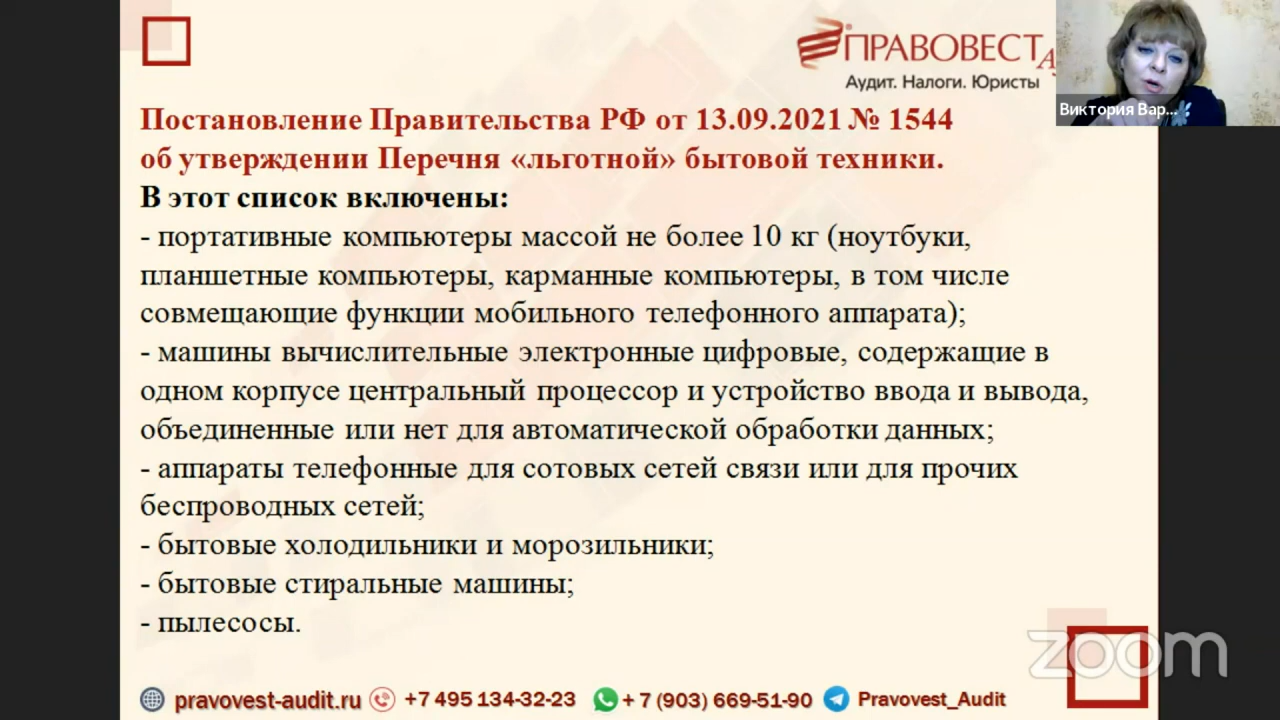 ПРАВОВЕСТ
Аудит. Налоги. Юристы
Виктория Вар...
Постановление Правительства РФ от 13.09.2021 № 1544
об утверждении Перечня «льготной» бытовой техники.
В этот список включены:
- портативные компьютеры массой не более 10 кг (ноутбуки,
планшетные компьютеры, карманные компьютеры, в том числе
совмещающие функции мобильного телефонного аппарата);
- машины вычислительные электронные цифровые, содержащие в
одном корпусе центральный процессор и устройство ввода и вывода,
объединенные или нет для автоматической обработки данных;
- аппараты телефонные для сотовых сетей связи или для прочих
беспроводных сетей;
- бытовые холодильники и морозильники;
- бытовые стиральные машины;
- пылесосы.
zoom
pravovest-audit.ru +7 495 134-32-23 + 7 (903) 669-51-90 Pravovest_Audit